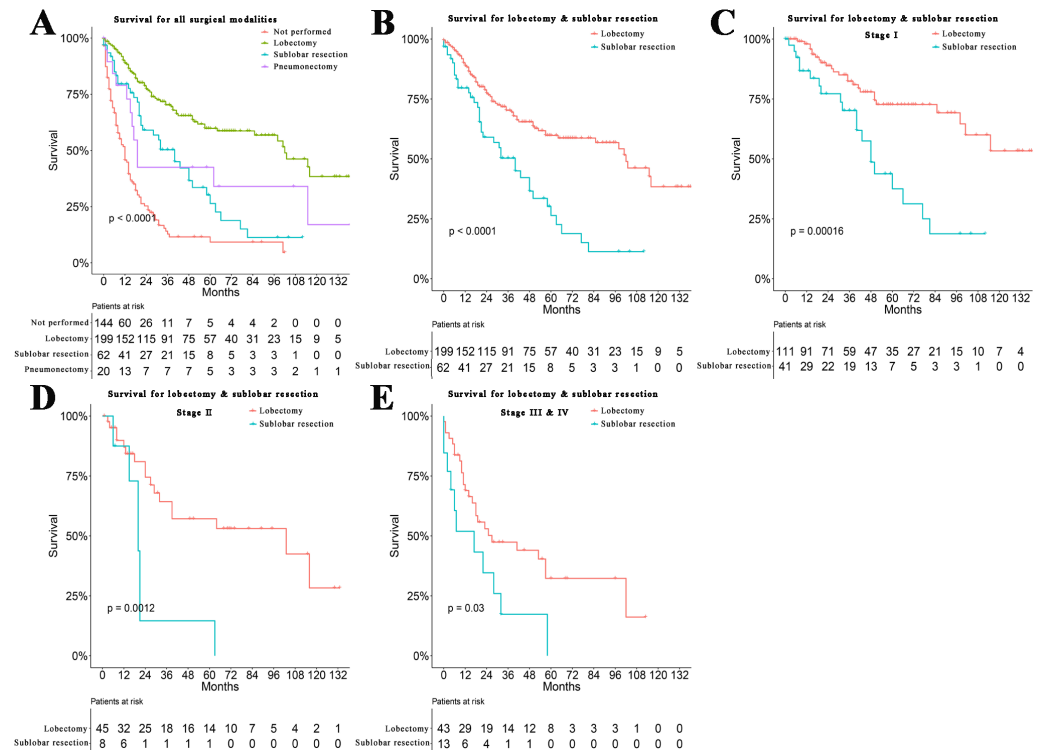 A
Survival for all surgical modalities
Not performed
Lobectomy
Sublobar resection
Pneumonectomy
100%
75%
50%
25%
0%
Survival
p < 0.0001
0 12 24 36 48 60 72 84 96 108 120 132
Months
Patients at risk
Not performed 144 60 26 11 7 5 4 4 2 0 0 0
Lobectomy 199 152 115 91 75 57 40 31 23 15 9 5
Sublobar resection 62 41 27 21 15 8 5 3 3 1 0 0
Pneumonectomy 20 13 7 7 7 5 3 3 3 2 1 1
B
Survival for lobectomy & sublobar resection
Lobectomy
Sublobar resection
100%
75%
50%
25%
0%
Survival
p < 0.0001
0 12 24 36 48 60 72 84 96 108 120 132
Months
Patients at risk
Lobectomy 199 152 115 91 75 57 40 31 23 15 9 5
Sublobar resection 62 41 27 21 15 8 5 3 3 1 0 0
C
Survival for lobectomy & sublobar resection
Stage I
Lobectomy
Sublobar resection
100%
75%
50%
25%
0%
Survival
p = 0.00016
0 12 24 36 48 60 72 84 96 108 120 132
Months
Patients at risk
Lobectomy 111 91 71 59 47 35 27 21 15 10 7 4
Sublobar resection 41 29 22 19 13 7 5 3 3 1 0 0
D
Survival for lobectomy & sublobar resection
Stage II
Lobectomy
Sublobar resection
100%
75%
50%
25%
0%
Survival
p = 0.0012
0 12 24 36 48 60 72 84 96 108 120 132
Months
Patients at risk
Lobectomy 45 32 25 18 16 14 10 7 5 4 2 1
Sublobar resection 8 6 1 1 1 1 0 0 0 0 0 0
E
Survival for lobectomy & sublobar resection
Stage III & IV
Lobectomy
Sublobar resection
100%
75%
50%
25%
0%
Survival
p = 0.03
0 12 24 36 48 60 72 84 96 108 120 132
Months
Patients at risk
Lobectomy 43 29 19 14 12 8 3 3 3 1 0 0
Sublobar resection 13 6 4 1 1 0 0 0 0 0 0 0